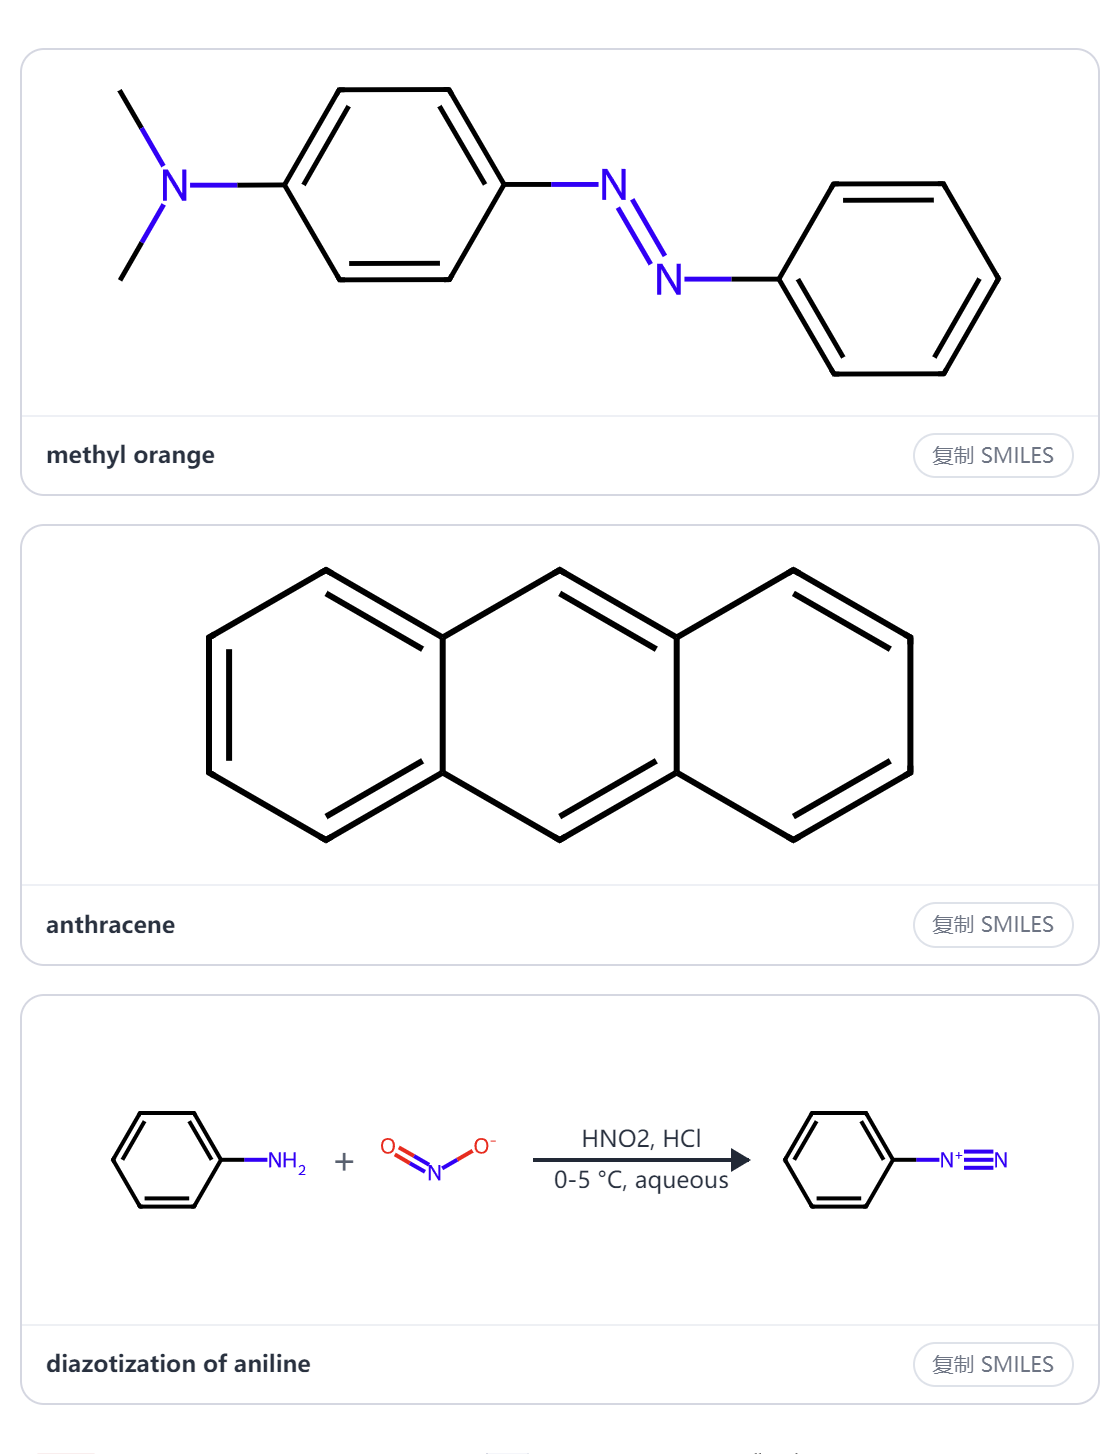 N
N
N
methyl orange
复制 SMILES
anthracene
复制 SMILES
NH2
+
O
N
O-
HNO2, HCl
0-5 °C, aqueous
N+
N
diazotization of aniline
复制 SMILES